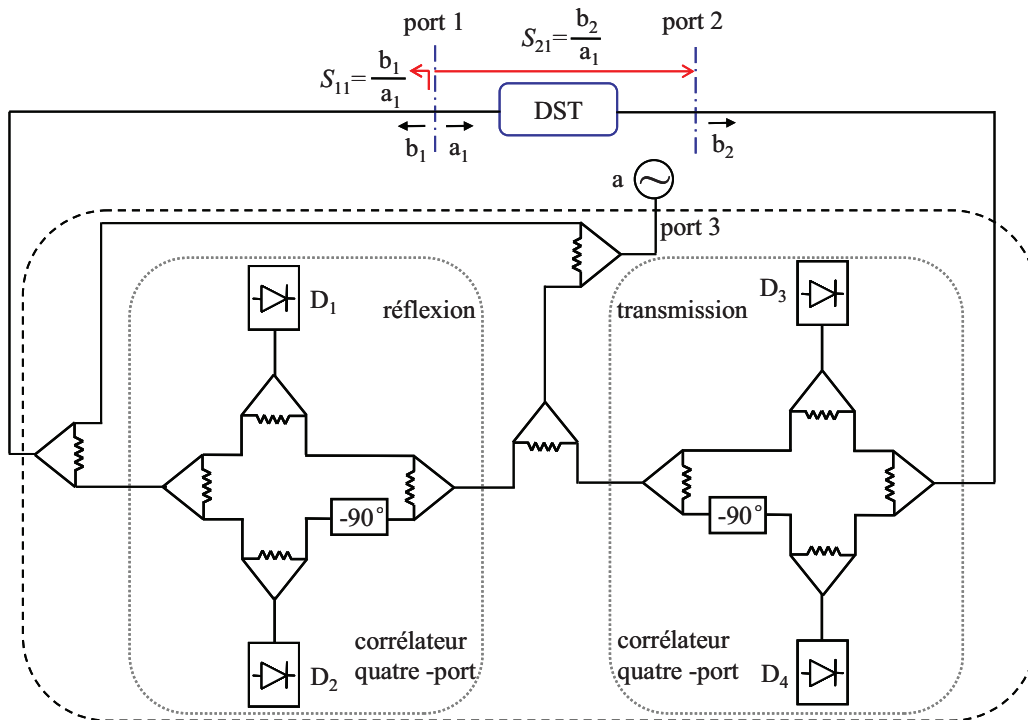 port 1
S21= b2/a1
port 2
S11= b1/a1
DST
b1
a1
b2
a
port 3
D1
réflexion
transmission
D3
-90°
-90°
D2
corrélateur
quatre -port
corrélateur
quatre -port
D4